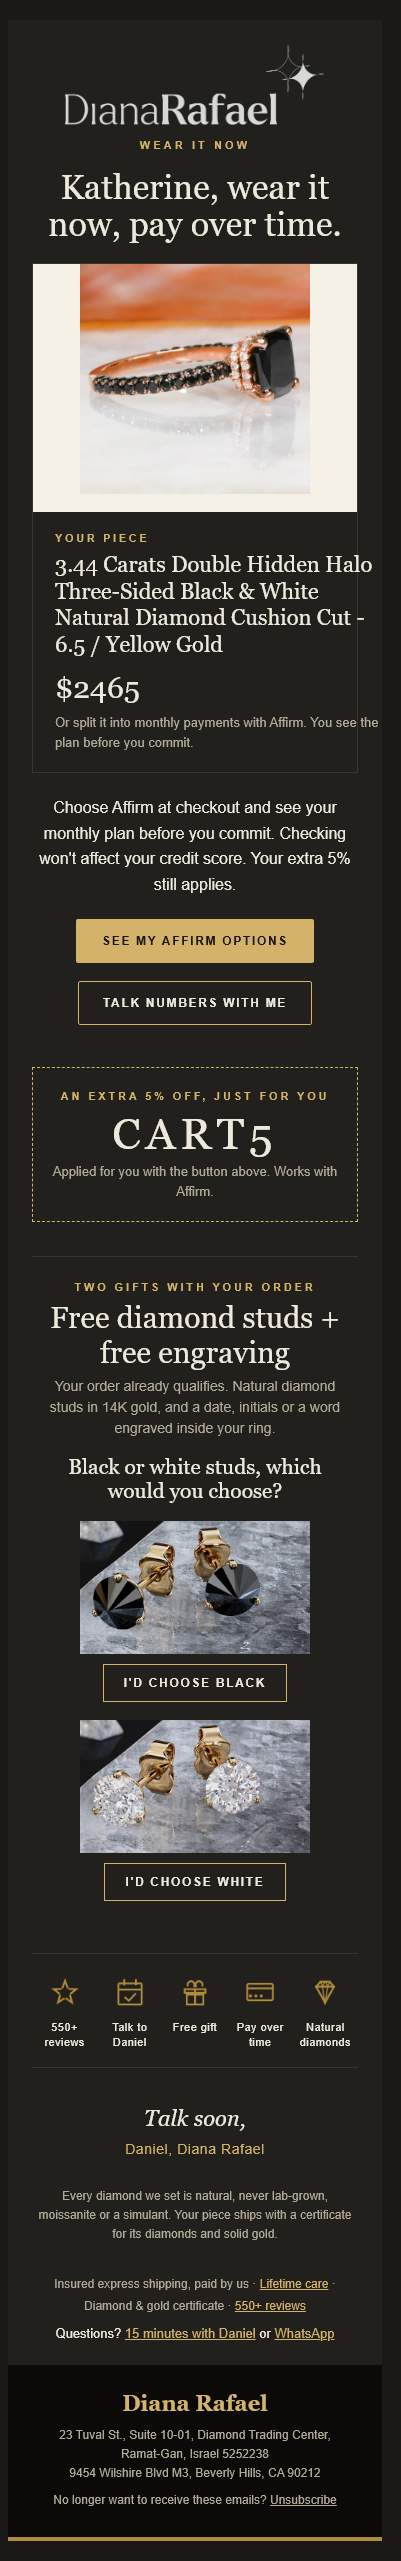 DianaRafael
WEAR IT NOW
Katherine, wear it
now, pay over time.
YOUR PIECE
3.44 Carats Double Hidden Halo
Three-Sided Black & White
Natural Diamond Cushion Cut -
6.5 / Yellow Gold
$2465
Or split it into monthly payments with Affirm. You see the
plan before you commit.
Choose Affirm at checkout and see your
monthly plan before you commit. Checking
won't affect your credit score. Your extra 5%
still applies.
SEE MY AFFIRM OPTIONS
TALK NUMBERS WITH ME
AN EXTRA 5% OFF, JUST FOR YOU
CART5
Applied for you with the button above. Works with
Affirm.
TWO GIFTS WITH YOUR ORDER
Free diamond studs +
free engraving
Your order already qualifies. Natural diamond
studs in 14K gold, and a date, initials or a word
engraved inside your ring.
Black or white studs, which
would you choose?
I'D CHOOSE BLACK
I'D CHOOSE WHITE
550+ reviews
Talk to Daniel
Free gift
Pay over time
Natural diamonds
Talk soon,
Daniel, Diana Rafael
Every diamond we set is natural, never lab-grown,
moissanite or a simulant. Your piece ships with a certificate
for its diamonds and solid gold.
Insured express shipping, paid by us · Lifetime care ·
Diamond & gold certificate · 550+ reviews
Questions? 15 minutes with Daniel or WhatsApp
Diana Rafael
23 Tuval St., Suite 10-01, Diamond Trading Center,
Ramat-Gan, Israel 5252238
9454 Wilshire Blvd M3, Beverly Hills, CA 90212
No longer want to receive these emails? Unsubscribe